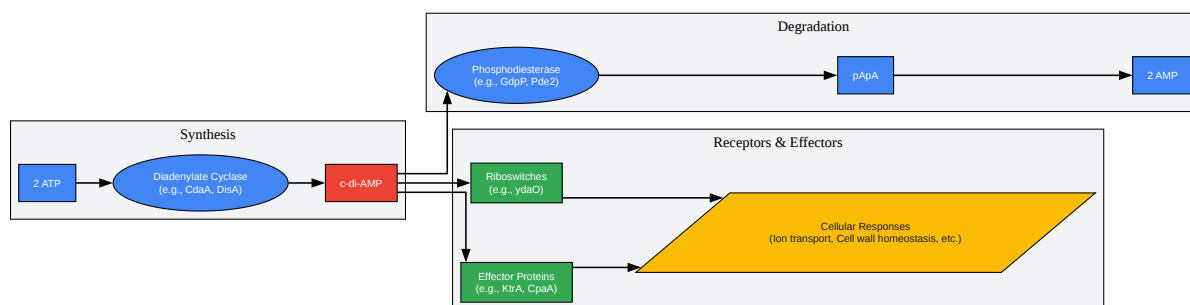 Degradation
Phosphodiesterase
(e.g., GdpP, Pde2)
pApA
2 AMP
Synthesis
2 ATP
Diadenylate Cyclase
(e.g., CdaA, DisA)
c-di-AMP
Receptors & Effectors
Riboswitches
(e.g., ydaO)
Cellular Responses
(Ion transport, Cell wall homeostasis, etc.)
Effector Proteins
(e.g., KtrA, CpaA)